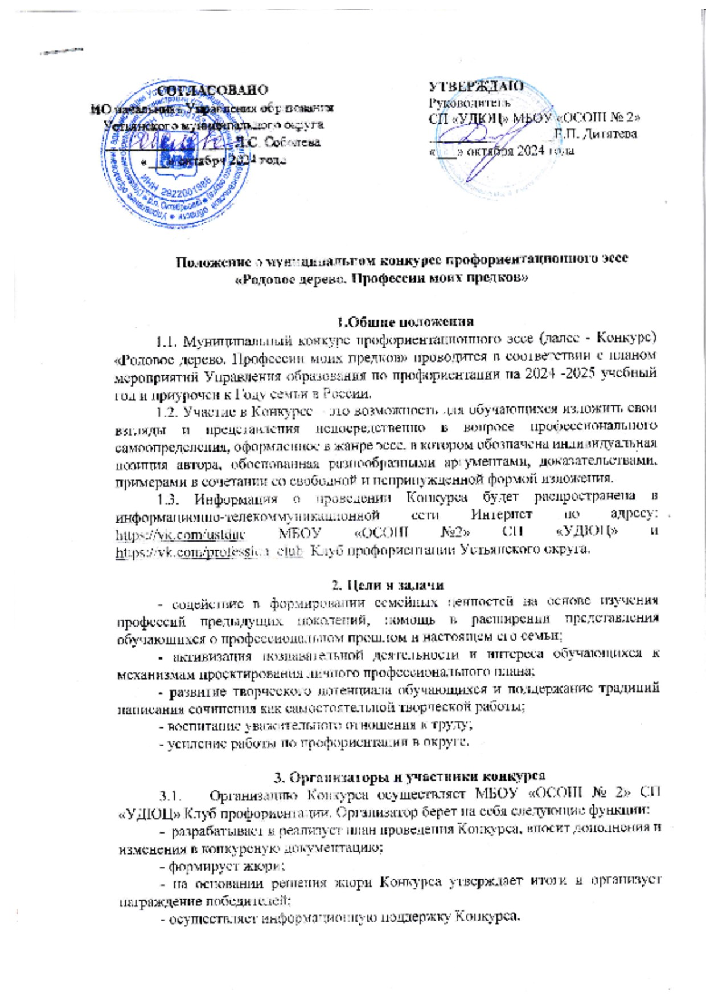 СОГЛАСОВАНО
ИО начальника Управления образования
Устьянского муниципального округа
Л.С. Соболева
«___» октября 2024 года
ИНН 2922001986
УТВЕРЖДАЮ
Руководитель
СП «УДЮЦ» МБОУ «ОСОШ № 2»
Е.П. Дитятева
«___» октября 2024 года
Положение о муниципальном конкурсе профориентационного эссе
«Родовое дерево. Профессии моих предков»
1.Общие положения
1.1. Муниципальный конкурс профориентационного эссе (далее - Конкурс)
«Родовое дерево. Профессии моих предков» проводится в соответствии с планом
мероприятий Управления образования по профориентации на 2024 -2025 учебный
год и приурочен к Году семьи в России.
1.2. Участие в Конкурсе – это возможность для обучающихся изложить свои
взгляды и представления непосредственно в вопросе профессионального
самоопределения, оформленное в жанре эссе, в котором обозначена индивидуальная
позиция автора, обоснованная разнообразными аргументами, доказательствами,
примерами в сочетании со свободной и непринужденной формой изложения.
1.3. Информация о проведении Конкурса будет распространена в
информационно-телекоммуникационной сети Интернет по адресу:
https://vk.com/ustduc МБОУ «ОСОШ №2» СП «УДЮЦ» и
https://vk.com/profession_club Клуб профориентации Устьянского округа.
2. Цели и задачи
- содействие в формировании семейных ценностей на основе изучения
профессий предыдущих поколений, помощь в расширении представления
обучающихся о профессиональном прошлом и настоящем его семьи;
- активизация познавательной деятельности и интереса обучающихся к
механизмам проектирования личного профессионального плана;
- развитие творческого потенциала обучающихся и поддержание традиций
написания сочинения как самостоятельной творческой работы;
- воспитание уважительного отношения к труду;
- усиление работы по профориентации в округе.
3. Организаторы и участники конкурса
3.1. Организацию Конкурса осуществляет МБОУ «ОСОШ № 2» СП
«УДЮЦ» Клуб профориентации. Организатор берет на себя следующие функции:
- разрабатывает и реализует план проведения Конкурса, вносит дополнения и
изменения в конкурсную документацию;
- формирует жюри;
- на основании решения жюри Конкурса утверждает итоги и организует
награждение победителей;
- осуществляет информационную поддержку Конкурса.